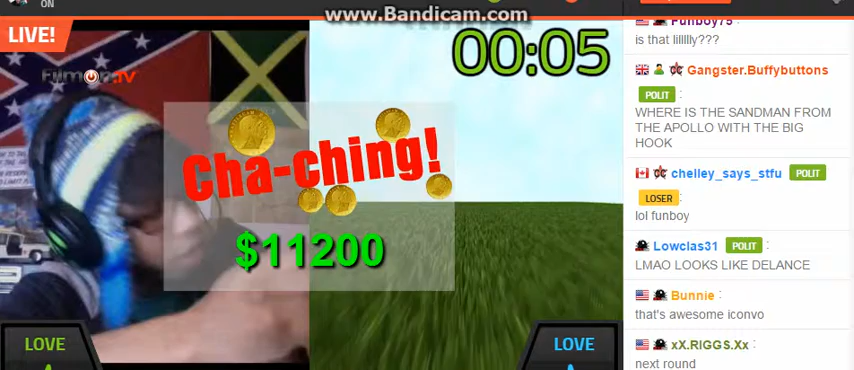 ON
www.Bandicam.com
LIVE!
FilmOn.TV
00:05
Cha-ching!
$11200
LOVE
LOVE
Funboy75
is that lilllly???
Gangster.Buffybuttons
POLIT :
WHERE IS THE SANDMAN FROM
THE APOLLO WITH THE BIG
HOOK
chelley_says_stfu POLIT
LOSER :
lol funboy
Lowclas31 POLIT :
LMAO LOOKS LIKE DELANCE
Bunnie :
that's awesome iconvo
xX.RIGGS.Xx :
next round